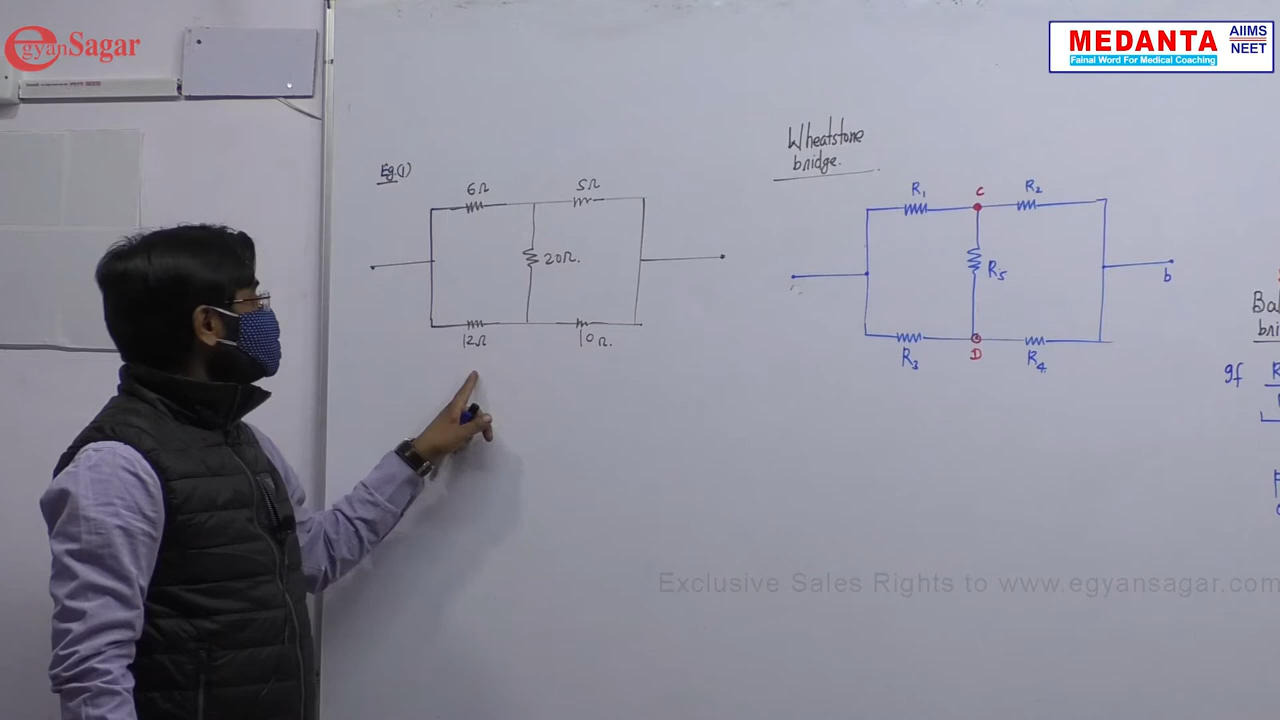 egyanSagar
MEDANTA
AIIMS
NEET
Fainal Word For Medical Coaching
Wheatstone
bridge.
Eg.(1)
6Ω
5Ω
20Ω.
12Ω
10Ω.
R₁
C
R₂
R₅
b
R₃
D
R₄
gf
Exclusive Sales Rights to www.egyansagar.com